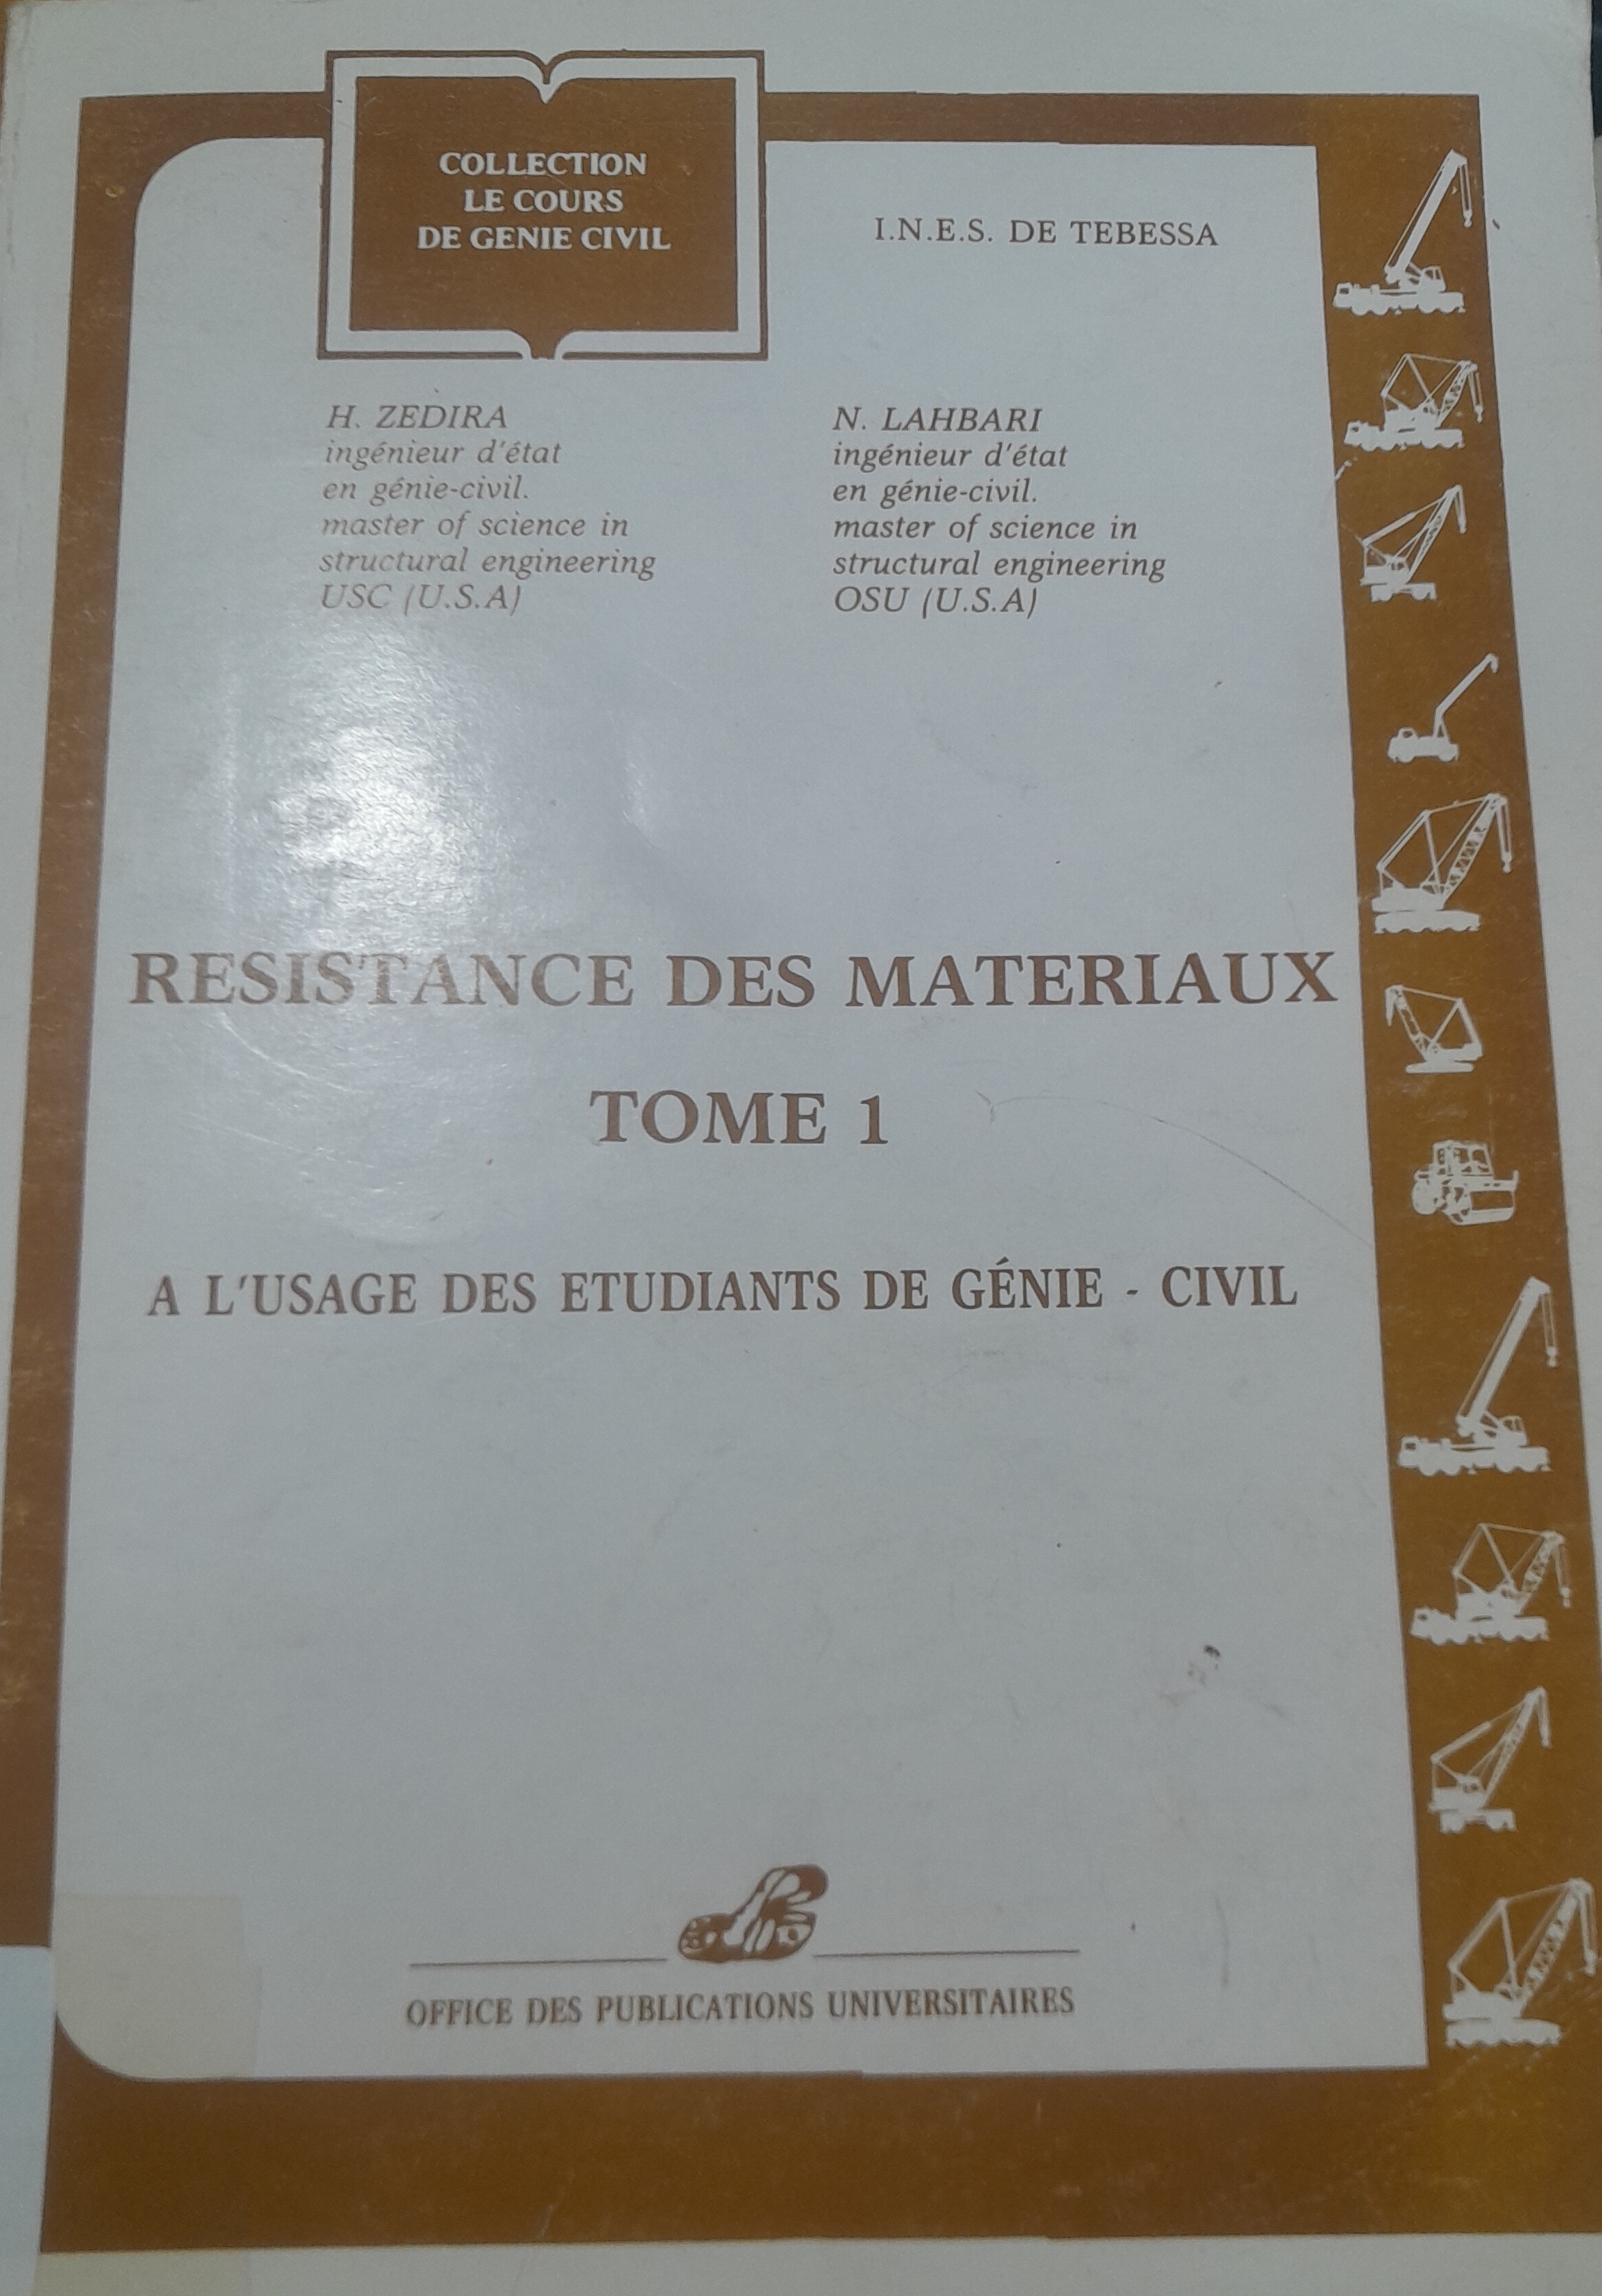 COLLECTION
LE COURS
DE GENIE CIVIL
I.N.E.S. DE TEBESSA
H. ZEDIRA
ingénieur d'état
en génie-civil.
master of science in
structural engineering
USC (U.S.A)
N. LAHBARI
ingénieur d'état
en génie-civil.
master of science in
structural engineering
OSU (U.S.A)
RESISTANCE DES MATERIAUX
TOME 1
A L'USAGE DES ETUDIANTS DE GÉNIE - CIVIL
OFFICE DES PUBLICATIONS UNIVERSITAIRES